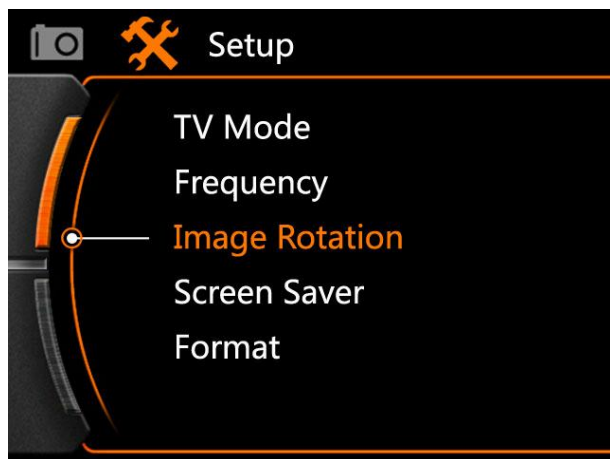 Setup
TV Mode
Frequency
Image Rotation
Screen Saver
Format